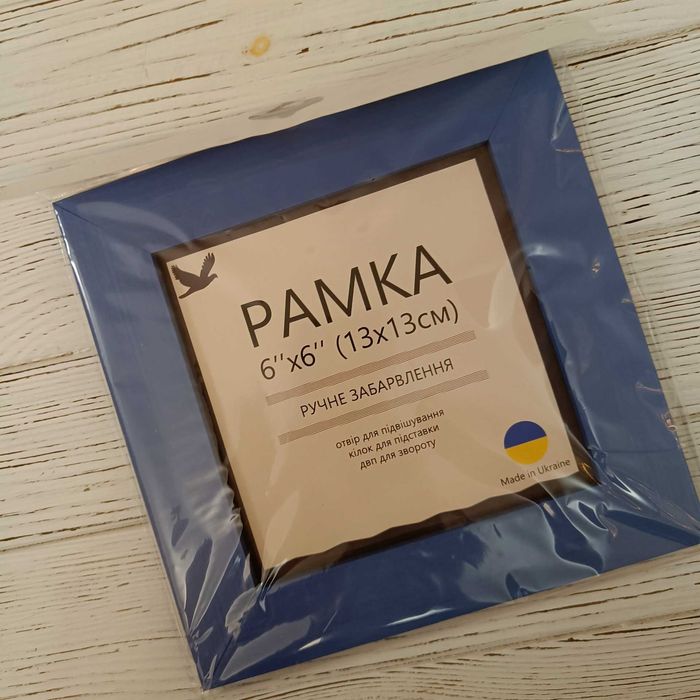 РАМКА
6"x6" (13x13см)
РУЧНЕ ЗАБАРВЛЕННЯ
отвір для підвішування
кілок для підставки
двп для звороту
Made in Ukraine